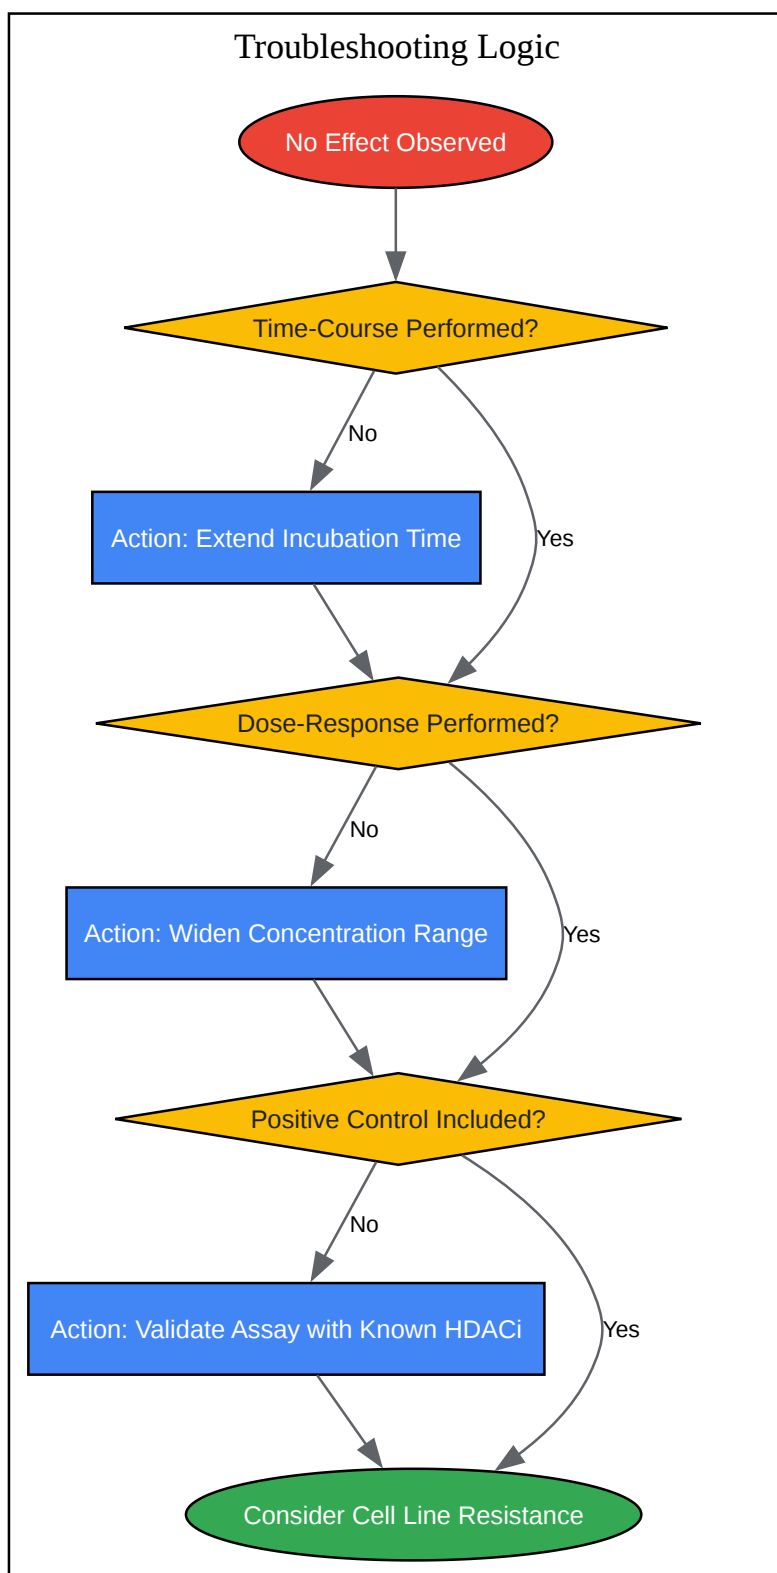 Troubleshooting Logic
No Effect Observed
Time-Course Performed?
No
Action: Extend Incubation Time
Yes
Dose-Response Performed?
No
Action: Widen Concentration Range
Yes
Positive Control Included?
No
Action: Validate Assay with Known HDACi
Yes
Consider Cell Line Resistance